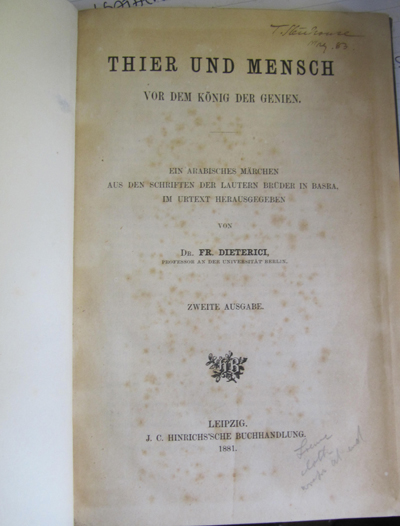 THIER UND MENSCH
VOR DEM KÖNIG DER GENIEN.
EIN ARABISCHES MÄRCHEN
AUS DEN SCHRIFTEN DER LAUTERN BRÜDER IN BASRA,
IM URTEXT HERAUSGEGEBEN
VON
DR. FR. DIETERICI,
PROFESSOR AN DER UNIVERSITÄT BERLIN.
ZWEITE AUSGABE.
LEIPZIG.
J. C. HINRICHS'SCHE BUCHHANDLUNG.
1881.